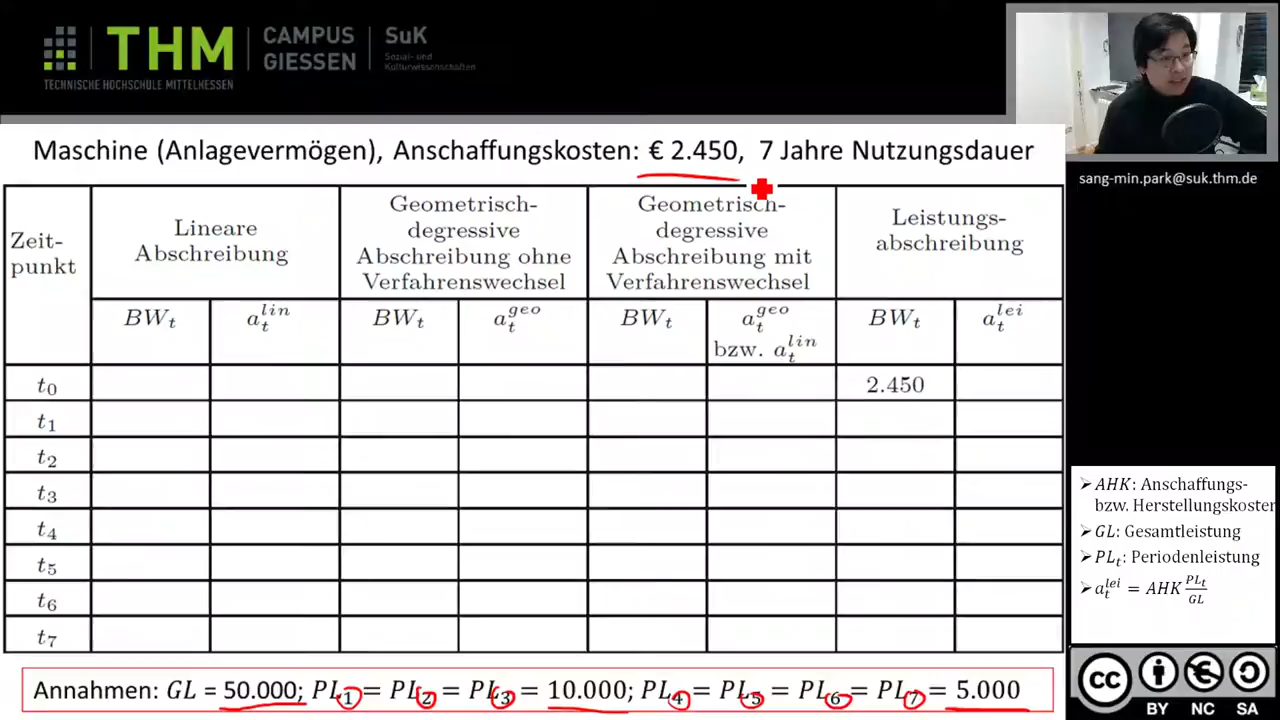 THM
TECHNISCHE HOCHSCHULE MITTELHESSEN
CAMPUS
GIESSEN
SuK
Sozial- und
Kulturwissenschaften
Maschine (Anlagevermögen), Anschaffungskosten: € 2.450, 7 Jahre Nutzungsdauer
sang-min.park@suk.thm.de
Zeit-
punkt
Lineare
Abschreibung
Geometrisch-
degressive
Abschreibung ohne
Verfahrenswechsel
Geometrisch-
degressive
Abschreibung mit
Verfahrenswechsel
Leistungs-
abschreibung
BWₜ
aₜˡⁱⁿ
BWₜ
aₜᵍᵉᵒ
BWₜ
aₜᵍᵉᵒ
bzw. aₜˡⁱⁿ
BWₜ
aₜˡᵉⁱ
t₀ 2.450
t₁
t₂
t₃
t₄
t₅
t₆
t₇
Annahmen: GL = 50.000; PL₁ = PL₂ = PL₃ = 10.000; PL₄ = PL₅ = PL₆ = PL₇ = 5.000
➢ AHK: Anschaffungs-
bzw. Herstellungskosten
➢ GL: Gesamtleistung
➢ PLₜ: Periodenleistung
➢ aₜˡᵉⁱ = AHK PLₜ/GL
cc
BY NC SA